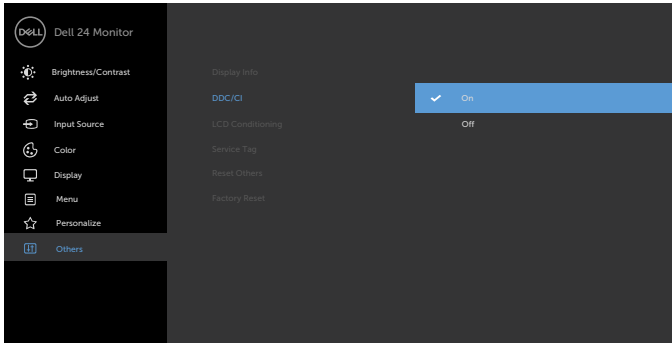 DELL
Dell 24 Monitor
Brightness/Contrast
Auto Adjust
Input Source
Color
Display
Menu
Personalize
Others
Display Info
DDC/CI
LCD Conditioning
Service Tag
Reset Others
Factory Reset
On
Off